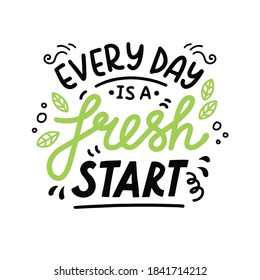 EVERY DAY
IS A
fresh
START
shutterstock.com · 1841714212